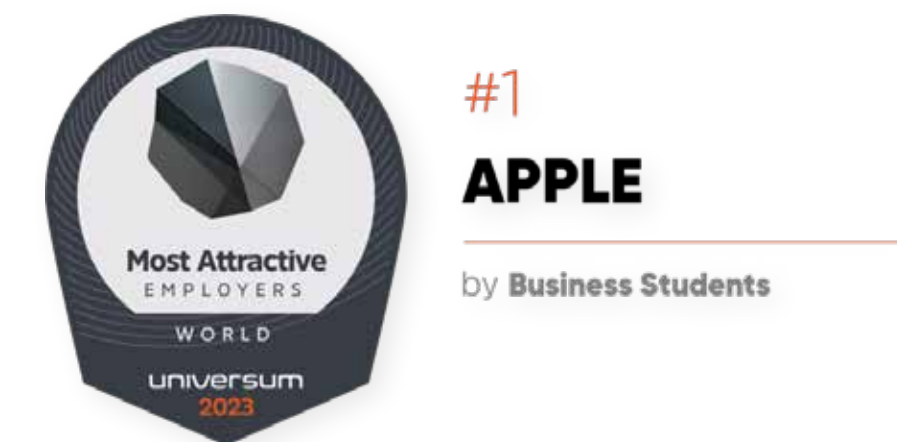 Most Attractive
EMPLOYERS
WORLD
universum
2023
#1
APPLE
by Business Students